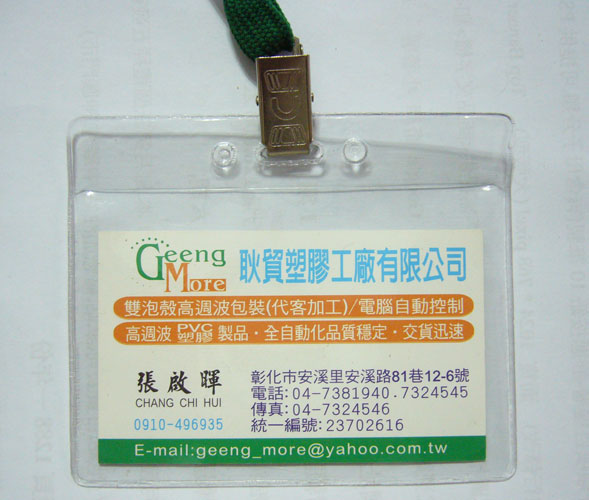 Geeng More
耿貿塑膠工廠有限公司
雙泡殼高週波包裝(代客加工)/電腦自動控制
高週波 PVC塑膠 製品·全自動化品質穩定·交貨迅速
張啟暉
CHANG CHI HUI
0910-496935
彰化市安溪里安溪路81巷12-6號
電話:04-7381940.7324545
傳真:04-7324546
統一編號:23702616
E-mail:geeng_more@yahoo.com.tw